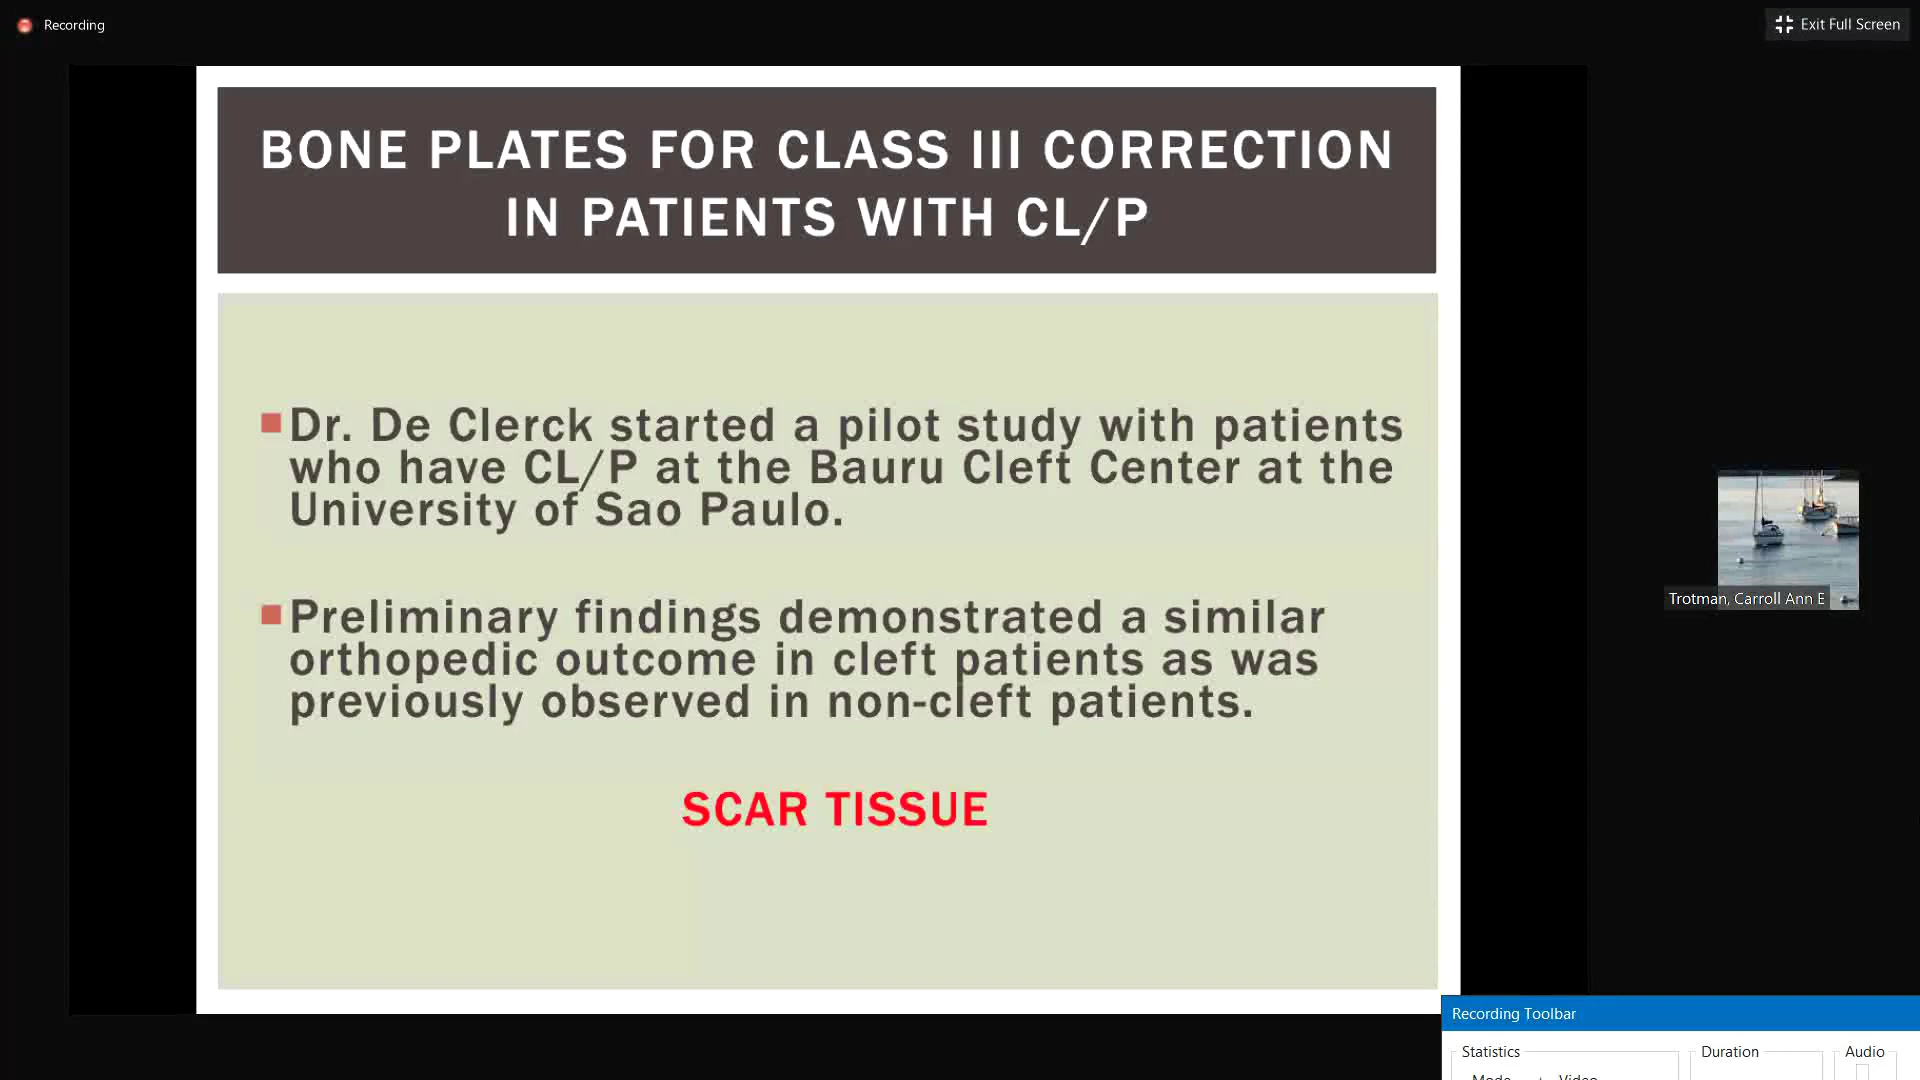 Recording
Exit Full Screen
BONE PLATES FOR CLASS III CORRECTION
IN PATIENTS WITH CL/P
Dr. De Clerck started a pilot study with patients
who have CL/P at the Bauru Cleft Center at the
University of Sao Paulo.
Preliminary findings demonstrated a similar
orthopedic outcome in cleft patients as was
previously observed in non-cleft patients.
SCAR TISSUE
Trotman, Carroll Ann E
Recording Toolbar
Statistics
Duration
Audio
Mode
Video